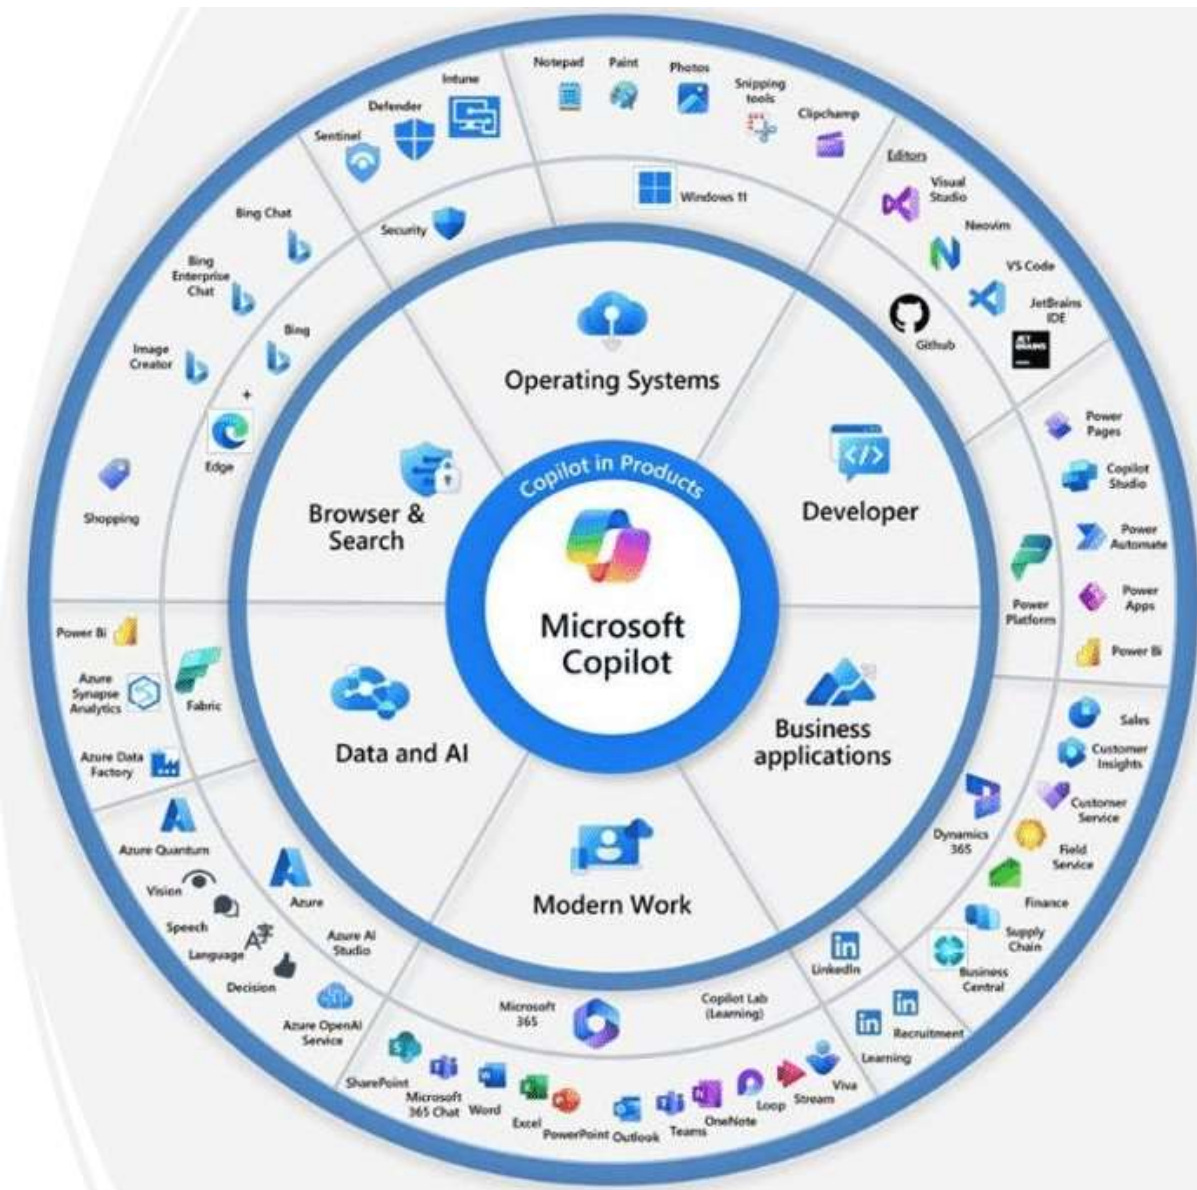 Copilot in Products
Microsoft
Copilot
Operating Systems
Developer
Business
applications
Modern Work
Data and AI
Browser &
Search
Windows 11
Notepad
Paint
Photos
Snipping
tools
Clipchamp
Github
Editors
Visual
Studio
Neovim
VS Code
JetBrains
IDE
JET
BRAINS
Power
Platform
Power
Pages
Copilot
Studio
Power
Automate
Power
Apps
Power Bi
Dynamics
365
Sales
Customer
Insights
Customer
Service
Field
Service
Finance
Supply
Chain
Business
Central
in
LinkedIn
in
Recruitment
in
Learning
Microsoft
365
Copilot Lab
(Learning)
SharePoint
Microsoft
365 Chat
Word
Excel
PowerPoint
Outlook
Teams
OneNote
Loop
Stream
Viva
Azure
Azure AI
Studio
Azure Quantum
Vision
Speech
Language
Decision
Azure OpenAI
Service
Fabric
Power Bi
Azure
Synapse
Analytics
Azure Data
Factory
Bing
+
Edge
Bing Chat
Bing
Enterprise
Chat
Image
Creator
Shopping
Security
Sentinel
Defender
Intune